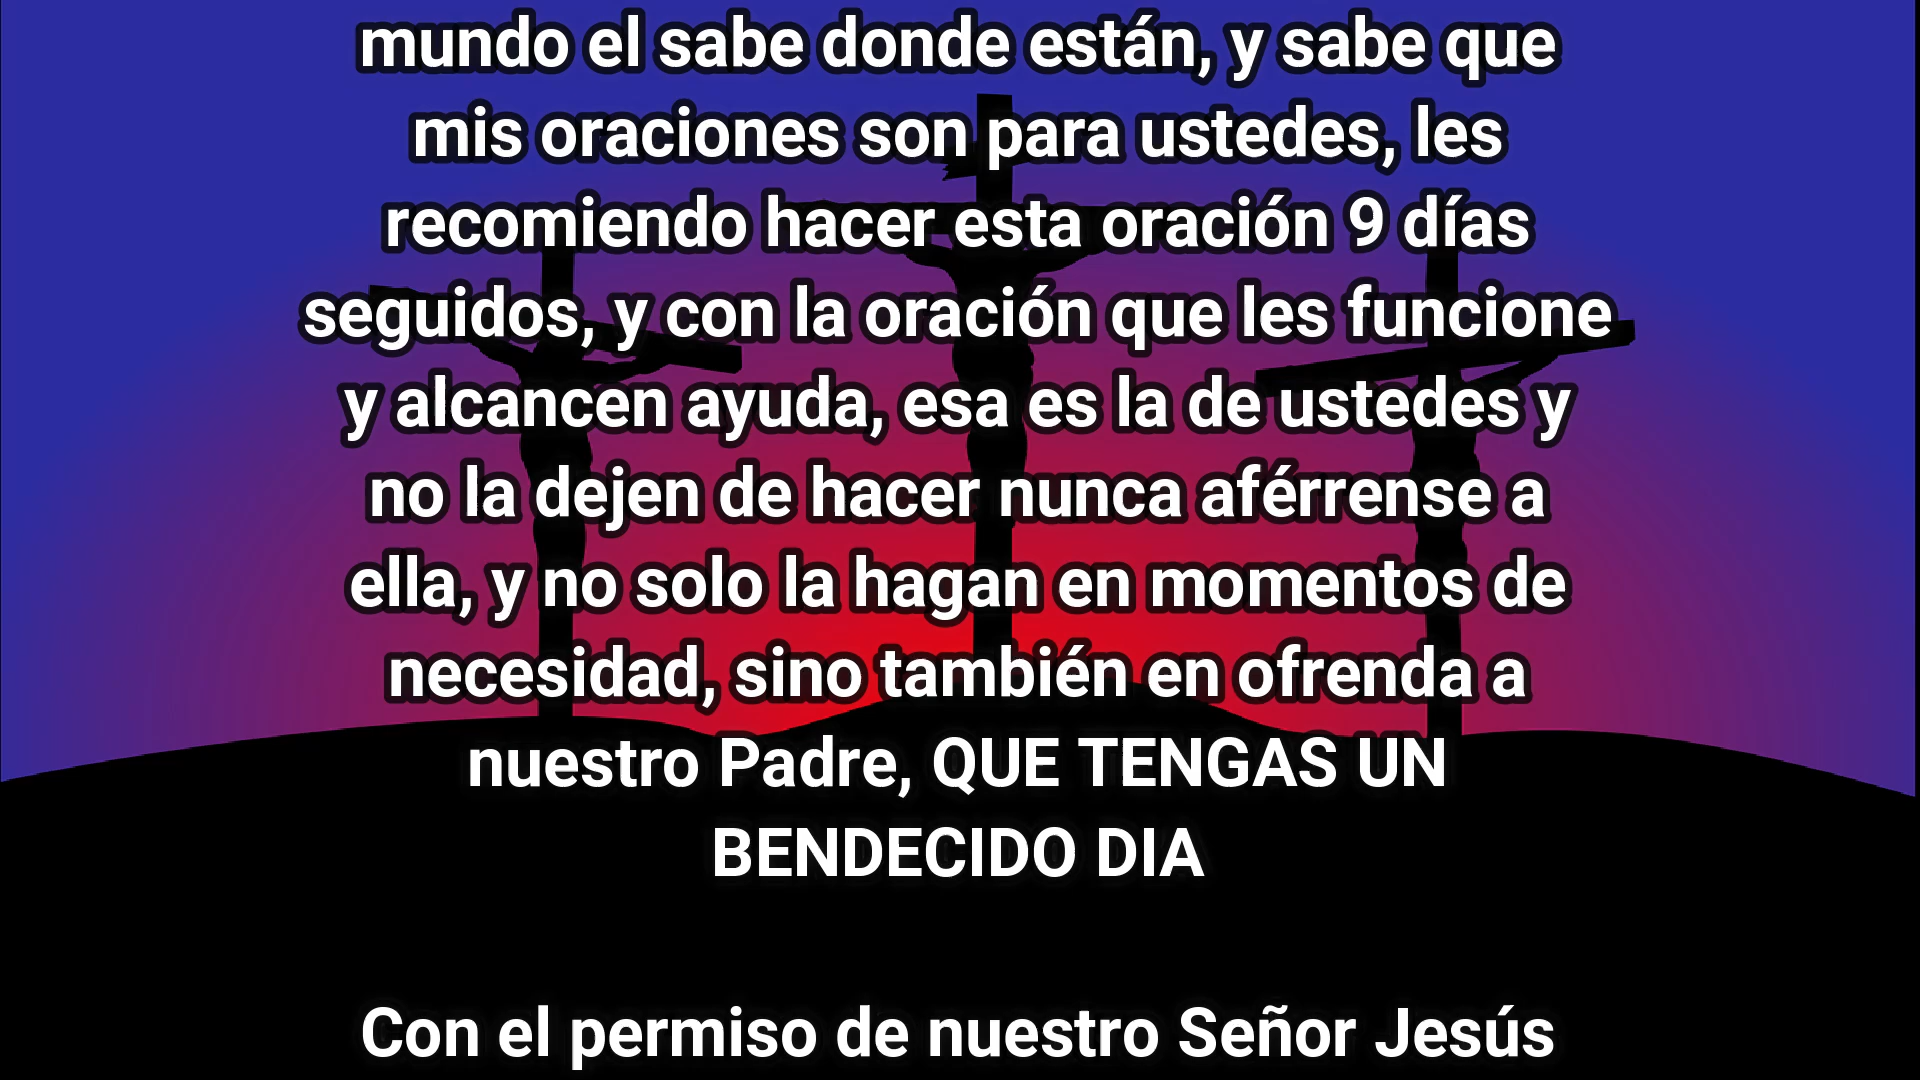 mundo el sabe donde están, y sabe que
mis oraciones son para ustedes, les
recomiendo hacer esta oración 9 días
seguidos, y con la oración que les funcione
y alcancen ayuda, esa es la de ustedes y
no la dejen de hacer nunca aférrense a
ella, y no solo la hagan en momentos de
necesidad, sino también en ofrenda a
nuestro Padre, QUE TENGAS UN
BENDECIDO DIA
Con el permiso de nuestro Señor Jesús